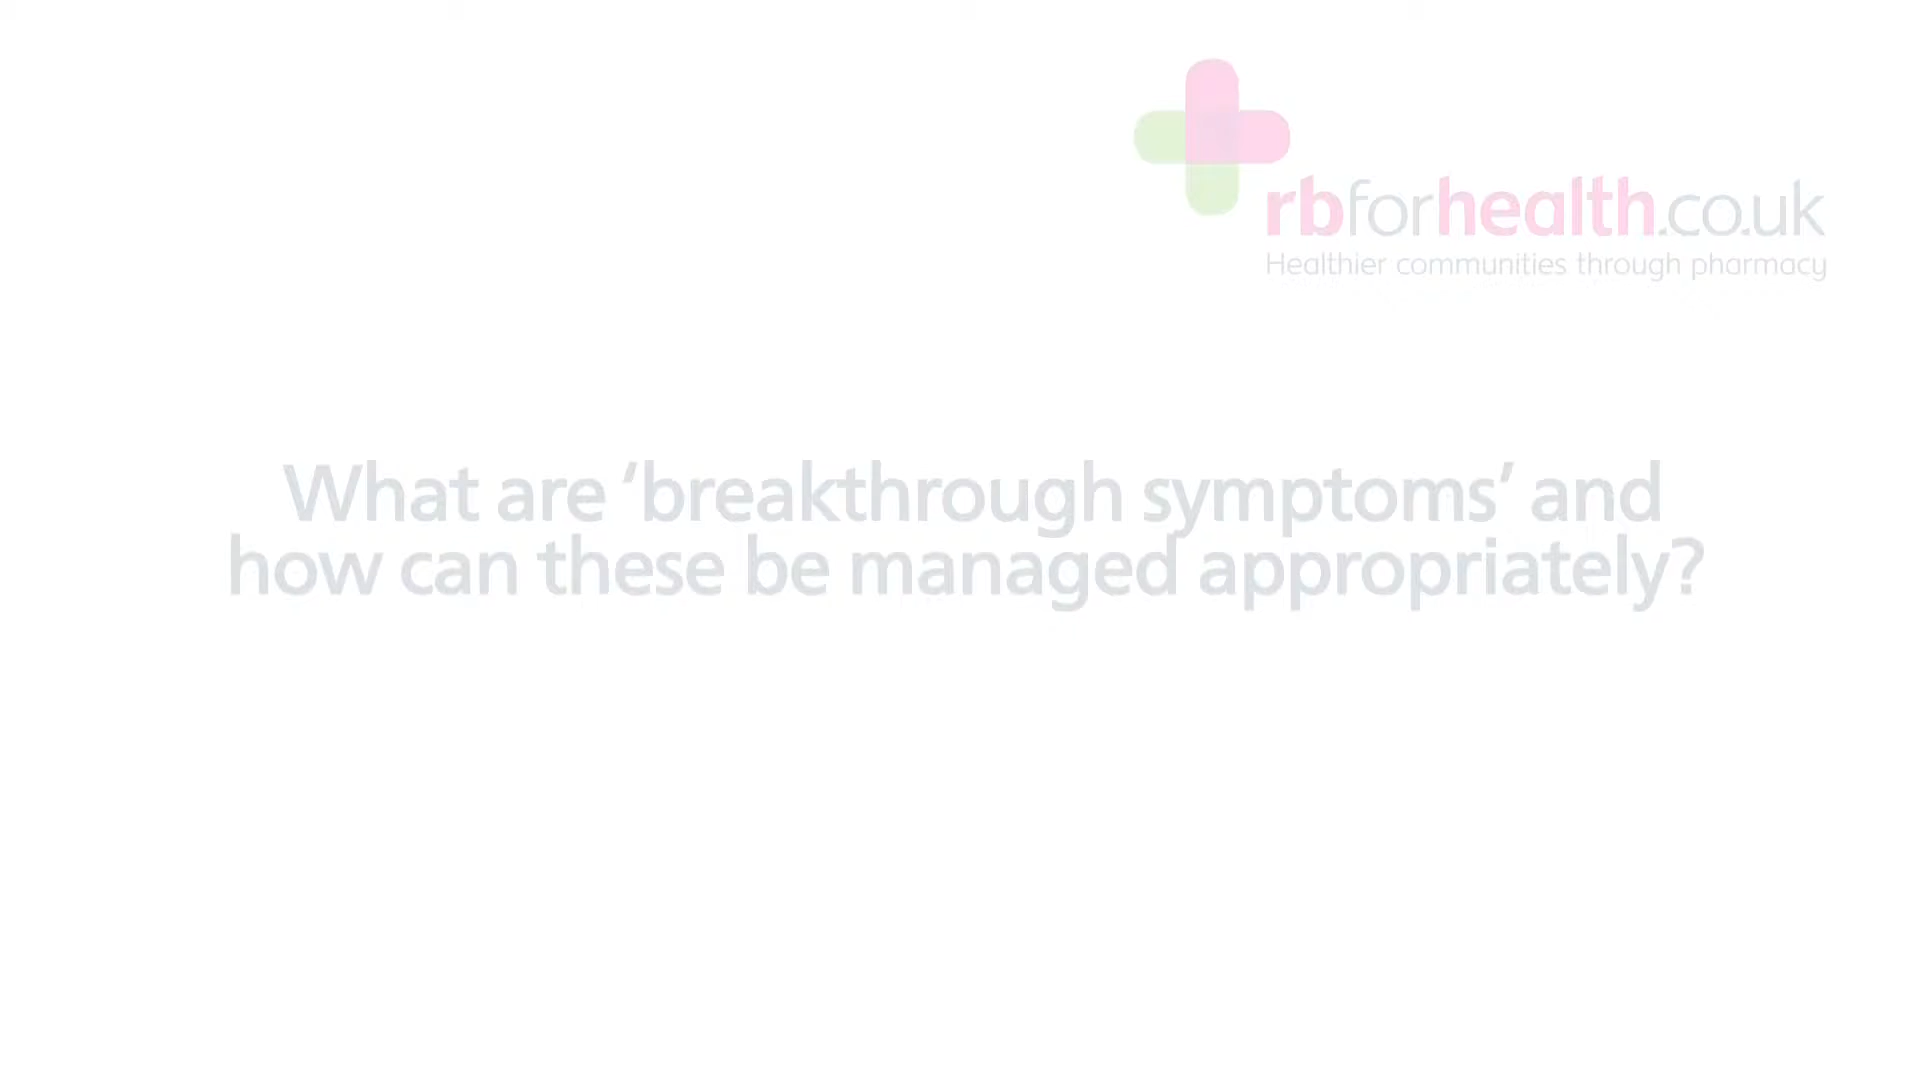 rbforhealth.co.uk
Healthier communities through pharmacy
What are ‘breakthrough symptoms’ and
how can these be managed appropriately?